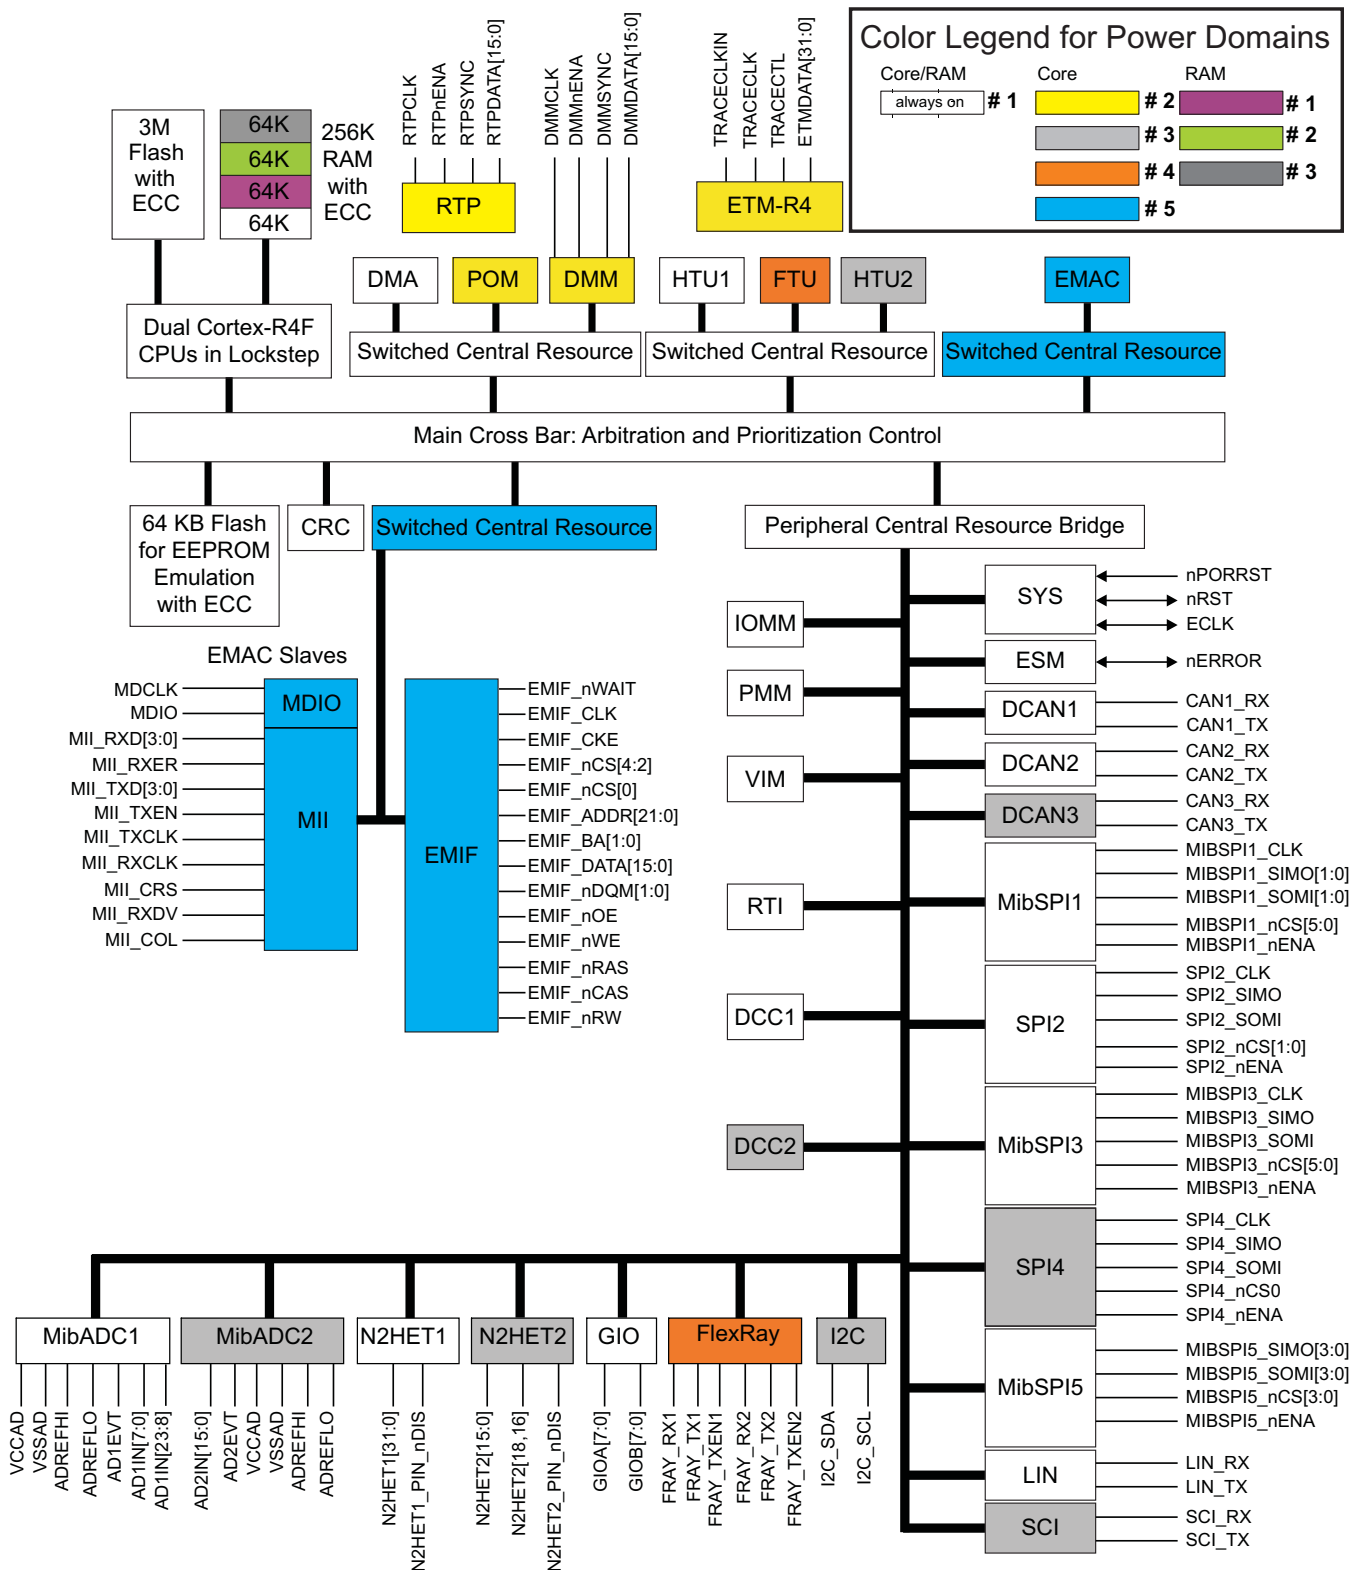 Color Legend for Power Domains
Core/RAM
Core
RAM
always on
# 1
# 2
# 1
# 3
# 2
# 4
# 3
# 5
RTPCLK
RTPnENA
RTPSYNC
RTPDATA[15:0]
DMMCLK
DMMnENA
DMMSYNC
DMMDATA[15:0]
TRACECLKIN
TRACECLK
TRACECTL
ETMDATA[31:0]
3M
Flash
with
ECC
64K
64K
64K
64K
256K
RAM
with
ECC
RTP
ETM-R4
DMA
POM
DMM
HTU1
FTU
HTU2
EMAC
Dual Cortex-R4F
CPUs in Lockstep
Switched Central Resource
Switched Central Resource
Switched Central Resource
Main Cross Bar: Arbitration and Prioritization Control
64 KB Flash
for EEPROM
Emulation
with ECC
CRC
Switched Central Resource
Peripheral Central Resource Bridge
EMAC Slaves
MDCLK
MDIO
MII_RXD[3:0]
MII_RXER
MII_TXD[3:0]
MII_TXEN
MII_TXCLK
MII_RXCLK
MII_CRS
MII_RXDV
MII_COL
MDIO
MII
EMIF
EMIF_nWAIT
EMIF_CLK
EMIF_CKE
EMIF_nCS[4:2]
EMIF_nCS[0]
EMIF_ADDR[21:0]
EMIF_BA[1:0]
EMIF_DATA[15:0]
EMIF_nDQM[1:0]
EMIF_nOE
EMIF_nWE
EMIF_nRAS
EMIF_nCAS
EMIF_nRW
IOMM
PMM
VIM
RTI
DCC1
DCC2
SYS
nPORRST
nRST
ECLK
ESM
nERROR
DCAN1
CAN1_RX
CAN1_TX
DCAN2
CAN2_RX
CAN2_TX
DCAN3
CAN3_RX
CAN3_TX
MibSPI1
MIBSPI1_CLK
MIBSPI1_SIMO[1:0]
MIBSPI1_SOMI[1:0]
MIBSPI1_nCS[5:0]
MIBSPI1_nENA
SPI2
SPI2_CLK
SPI2_SIMO
SPI2_SOMI
SPI2_nCS[1:0]
SPI2_nENA
MibSPI3
MIBSPI3_CLK
MIBSPI3_SIMO
MIBSPI3_SOMI
MIBSPI3_nCS[5:0]
MIBSPI3_nENA
SPI4
SPI4_CLK
SPI4_SIMO
SPI4_SOMI
SPI4_nCS0
SPI4_nENA
MibSPI5
MIBSPI5_SIMO[3:0]
MIBSPI5_SOMI[3:0]
MIBSPI5_nCS[3:0]
MIBSPI5_nENA
LIN
LIN_RX
LIN_TX
SCI
SCI_RX
SCI_TX
MibADC1
MibADC2
N2HET1
N2HET2
GIO
FlexRay
I2C
VCCAD
VSSAD
ADREFHI
ADREFLO
AD1EVT
AD1IN[7:0]
AD1IN[23:8]
AD2IN[15:0]
AD2EVT
VCCAD
VSSAD
ADREFHI
ADREFLO
N2HET1[31:0]
N2HET1_PIN_nDIS
N2HET2[15:0]
N2HET2[18,16]
N2HET2_PIN_nDIS
GIOA[7:0]
GIOB[7:0]
FRAY_RX1
FRAY_TX1
FRAY_TXEN1
FRAY_RX2
FRAY_TX2
FRAY_TXEN2
I2C_SDA
I2C_SCL